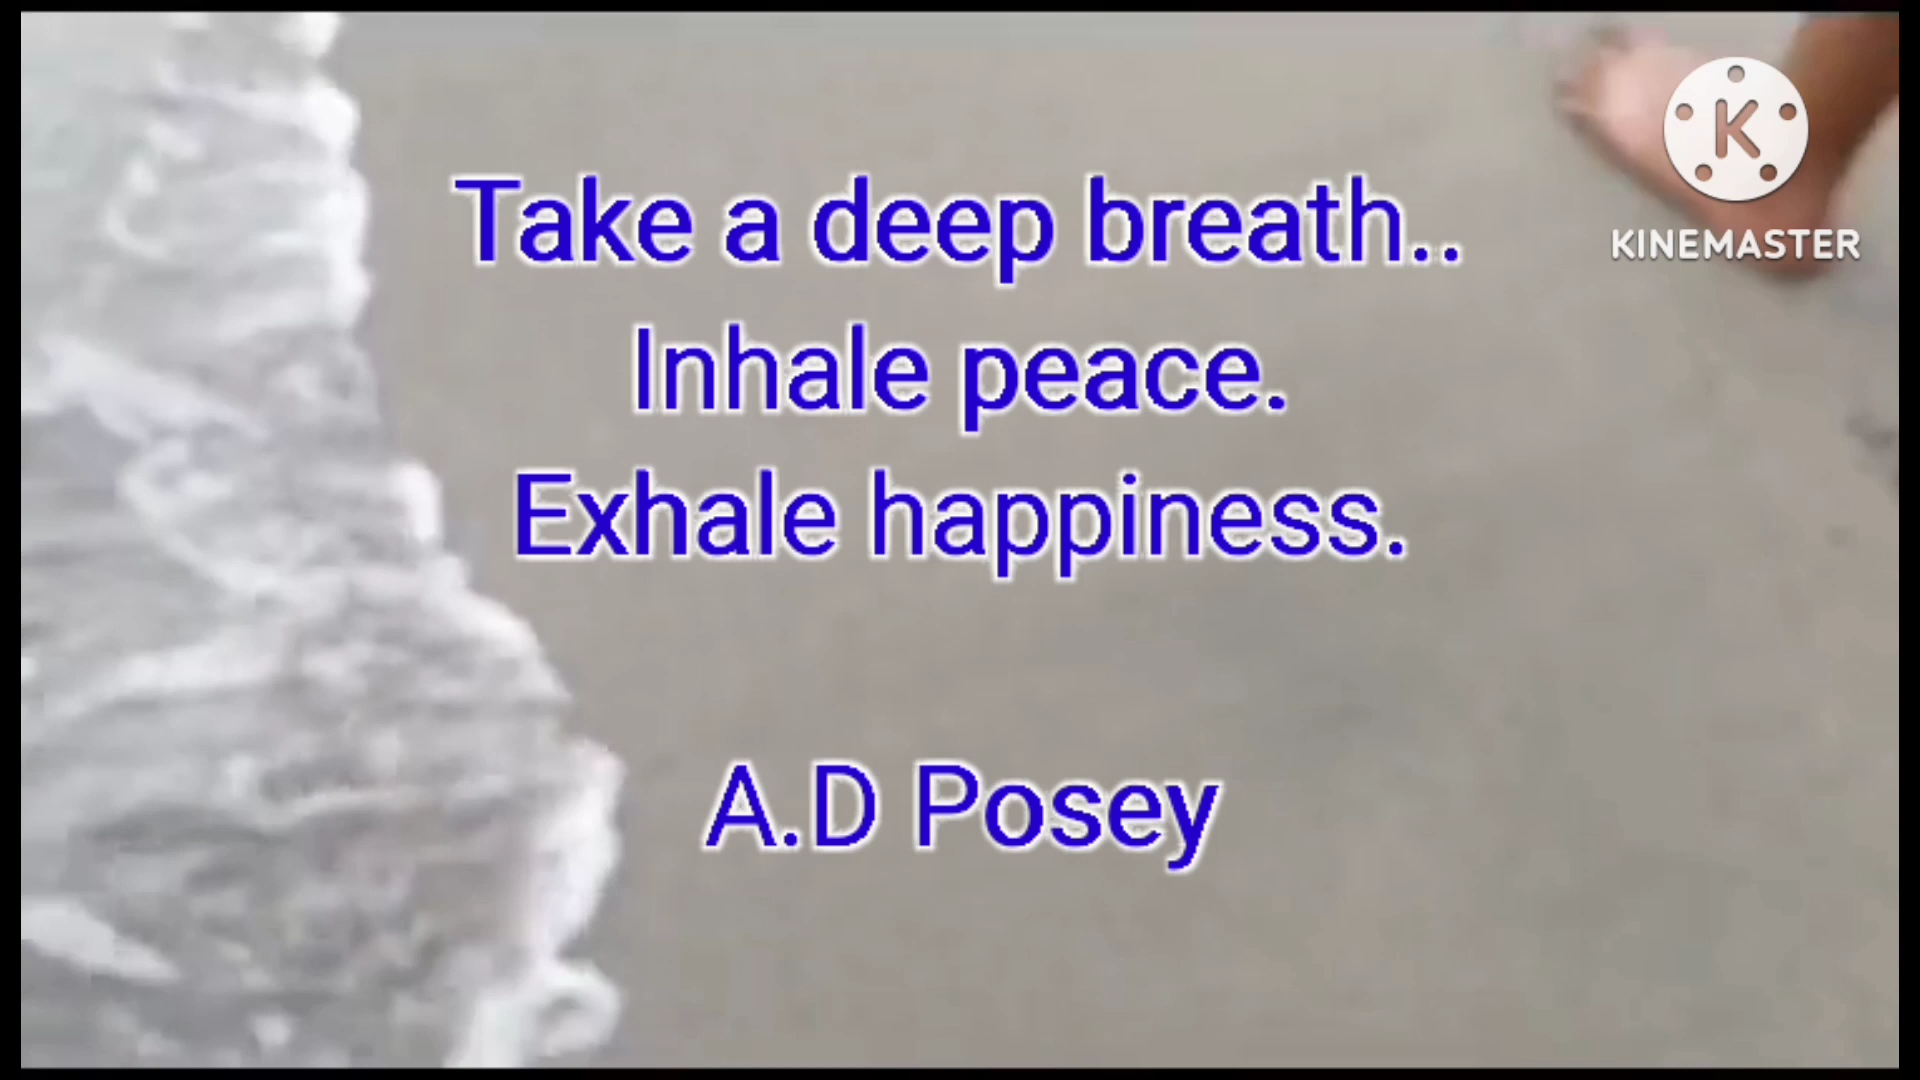 Take a deep breath..
Inhale peace.
Exhale happiness.
A.D Posey
K
KINEMASTER